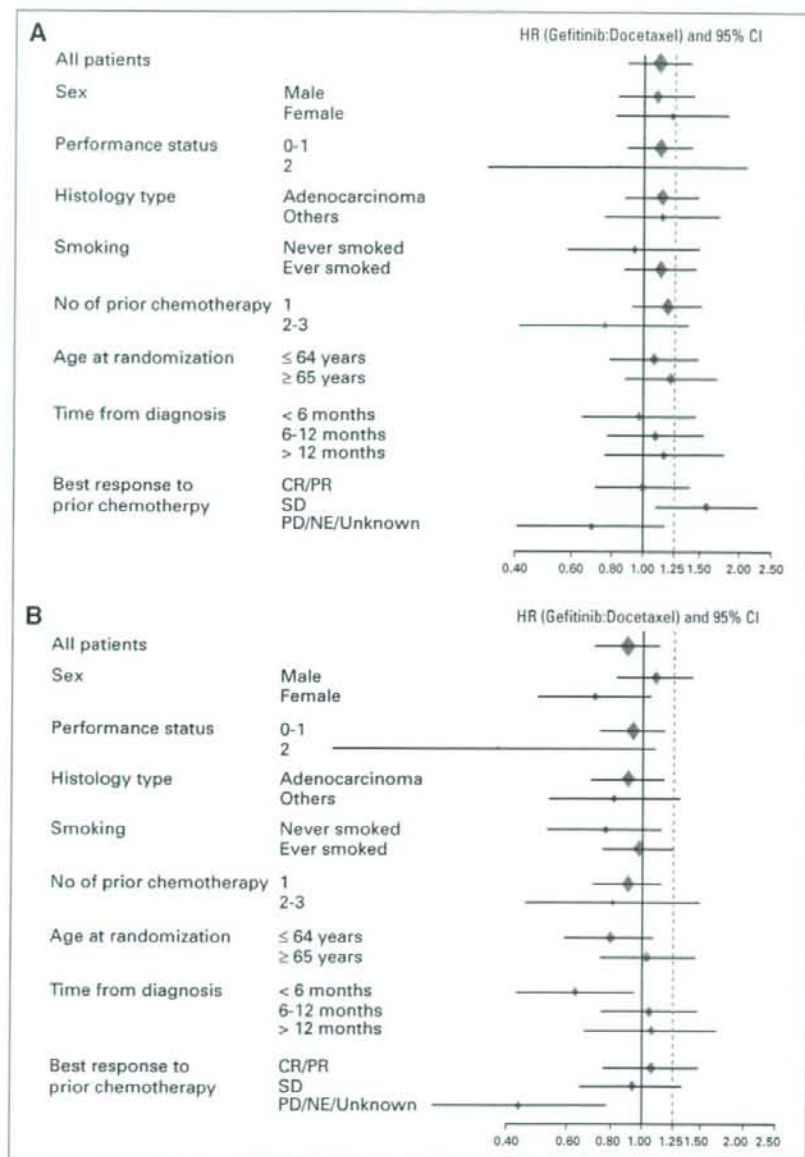 A
HR (Gefitinib:Docetaxel) and 95% CI
All patients
Sex Male
Female
Performance status 0-1
2
Histology type Adenocarcinoma
Others
Smoking Never smoked
Ever smoked
No of prior chemotherapy 1
2-3
Age at randomization ≤ 64 years
≥ 65 years
Time from diagnosis < 6 months
6-12 months
> 12 months
Best response to CR/PR
prior chemotherpy SD
PD/NE/Unknown
0.40 0.60 0.80 1.00 1.25 1.50 2.00 2.50
B
HR (Gefitinib:Docetaxel) and 95% CI
All patients
Sex Male
Female
Performance status 0-1
2
Histology type Adenocarcinoma
Others
Smoking Never smoked
Ever smoked
No of prior chemotherapy 1
2-3
Age at randomization ≤ 64 years
≥ 65 years
Time from diagnosis < 6 months
6-12 months
> 12 months
Best response to CR/PR
prior chemotherapy SD
PD/NE/Unknown
0.40 0.60 0.80 1.00 1.25 1.50 2.00 2.50